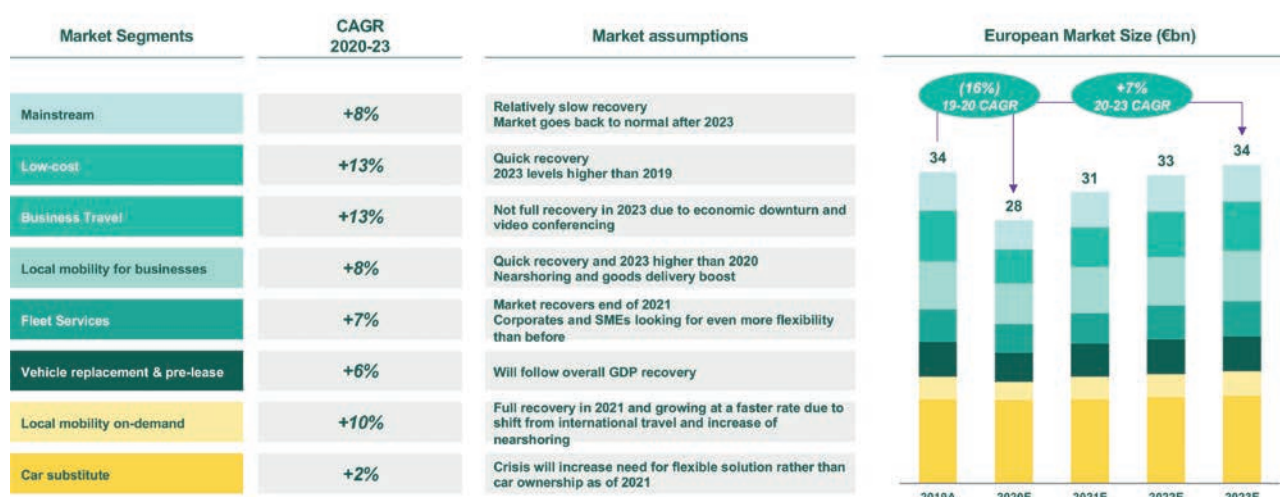 Market Segments
CAGR
2020-23
Market assumptions
European Market Size (€bn)
Mainstream
+8%
Relatively slow recovery
Market goes back to normal after 2023
Low-cost
+13%
Quick recovery
2023 levels higher than 2019
Business Travel
+13%
Not full recovery in 2023 due to economic downturn and
video conferencing
Local mobility for businesses
+8%
Quick recovery and 2023 higher than 2020
Nearshoring and goods delivery boost
Fleet Services
+7%
Market recovers end of 2021
Corporates and SMEs looking for even more flexibility
than before
Vehicle replacement & pre-lease
+6%
Will follow overall GDP recovery
Local mobility on-demand
+10%
Full recovery in 2021 and growing at a faster rate due to
shift from international travel and increase of
nearshoring
Car substitute
+2%
Crisis will increase need for flexible solution rather than
car ownership as of 2021
(16%)
19-20 CAGR
+7%
20-23 CAGR
34
28
31
33
34
2019A
2020E
2021E
2022E
2023E